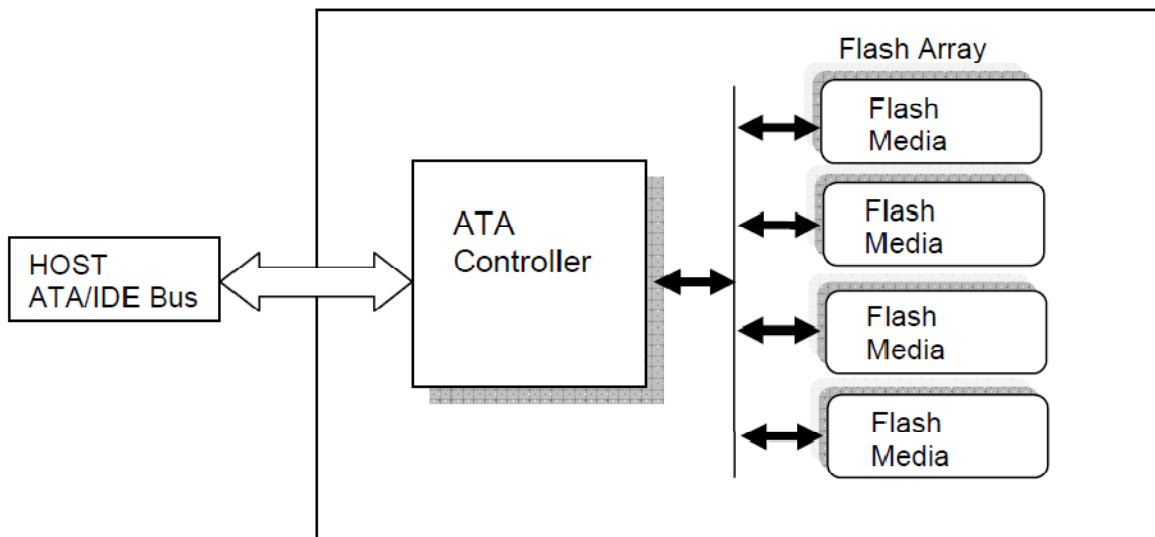 Flash Array
Flash
Media
Flash
Media
ATA
Controller
HOST
ATA/IDE Bus
Flash
Media
Flash
Media